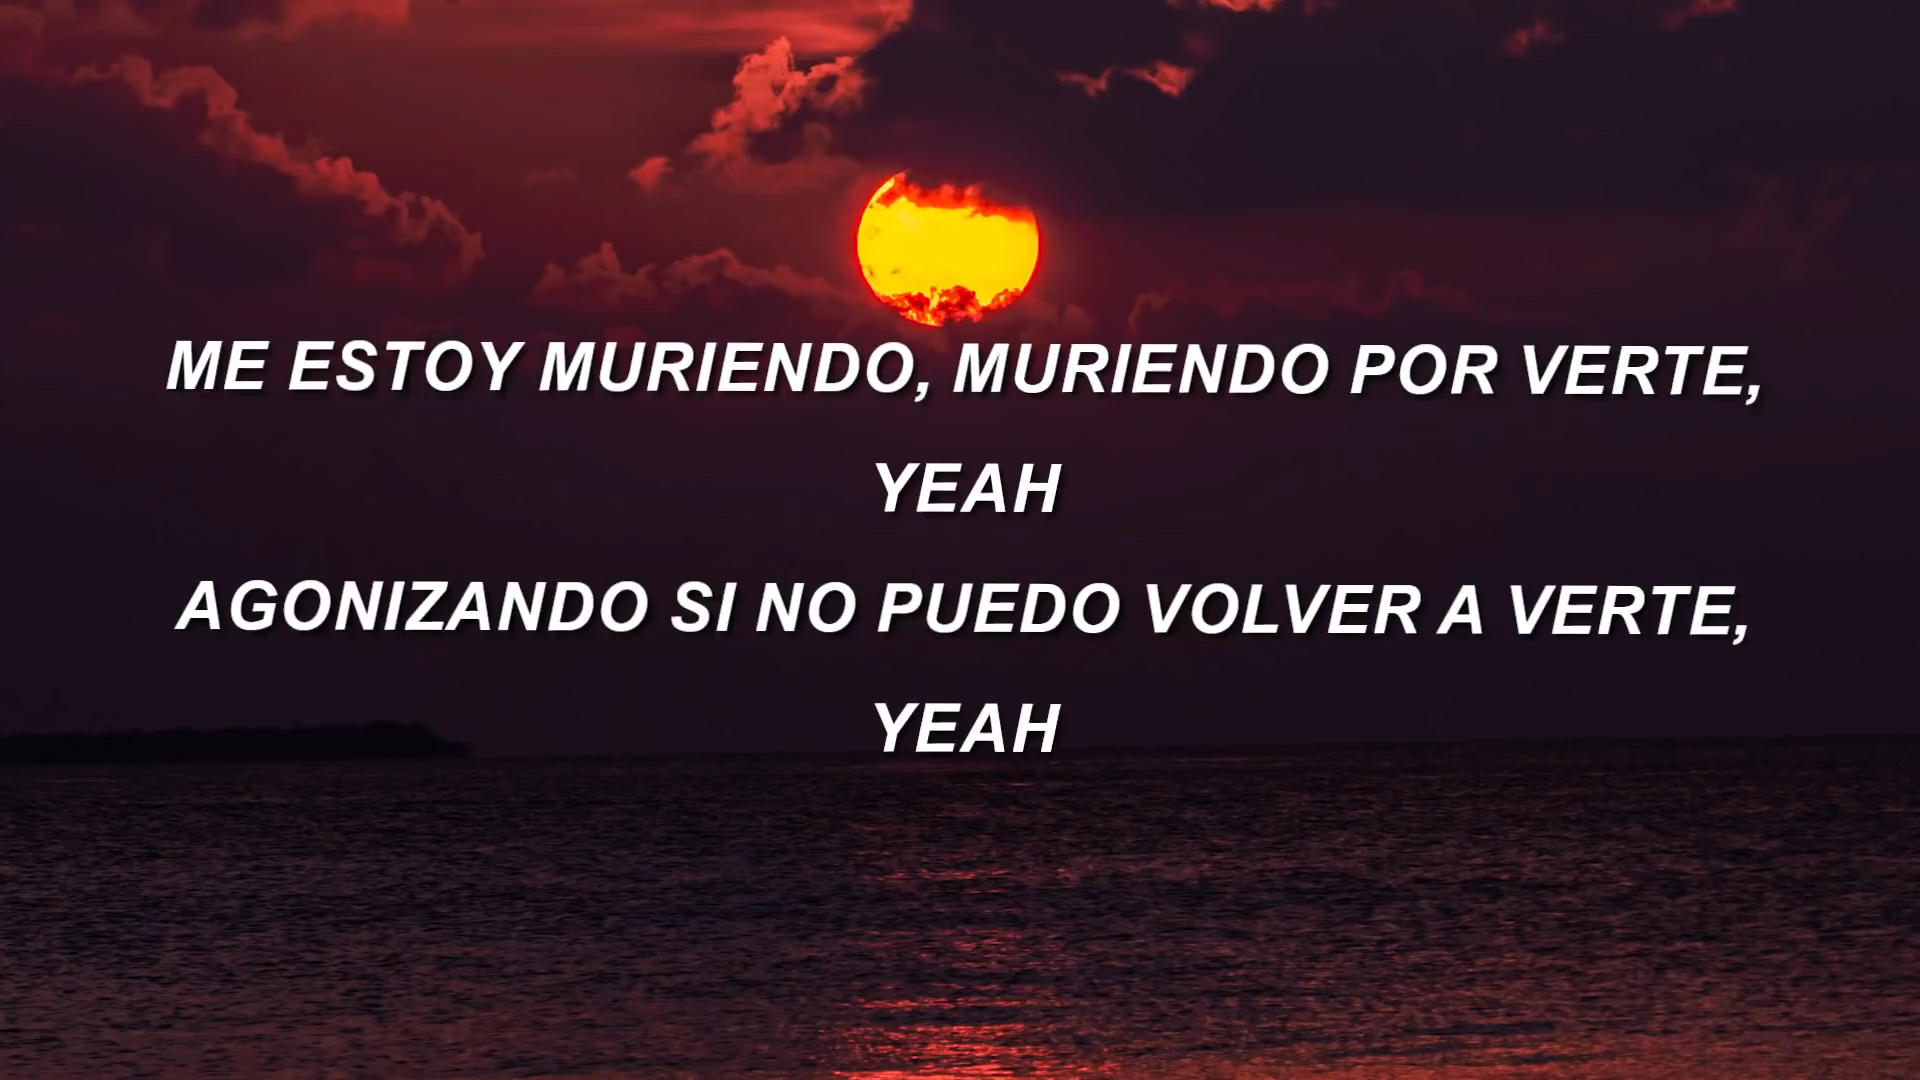 ME ESTOY MURIENDO, MURIENDO POR VERTE,
YEAH
AGONIZANDO SI NO PUEDO VOLVER A VERTE,
YEAH